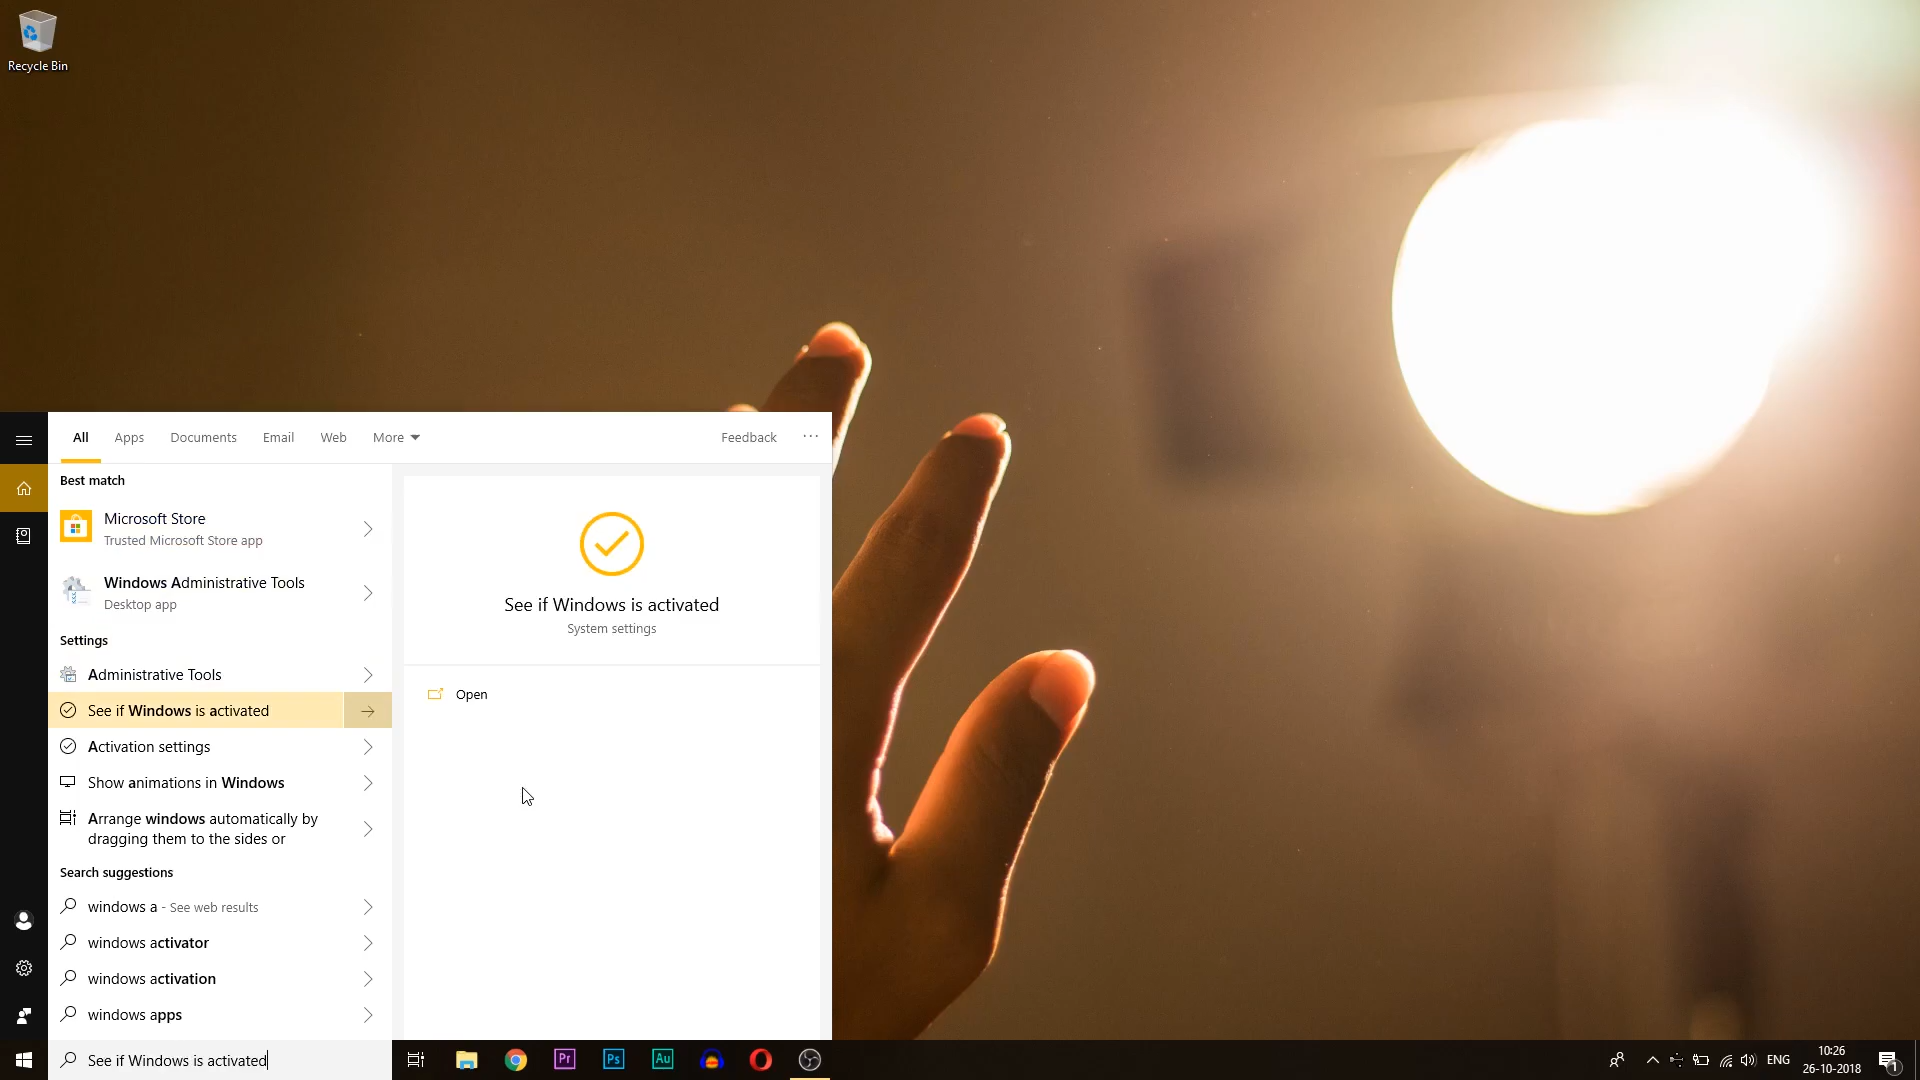 Recycle Bin
All Apps Documents Email Web More Feedback
Best match
Microsoft Store
Trusted Microsoft Store app
Windows Administrative Tools
Desktop app
Settings
Administrative Tools
See if Windows is activated
Activation settings
Show animations in Windows
Arrange windows automatically by
dragging them to the sides or
Search suggestions
windows a - See web results
windows activator
windows activation
windows apps
See if Windows is activated
See if Windows is activated
System settings
Open
Pr Ps Au
ENG
10:26
26-10-2018
1